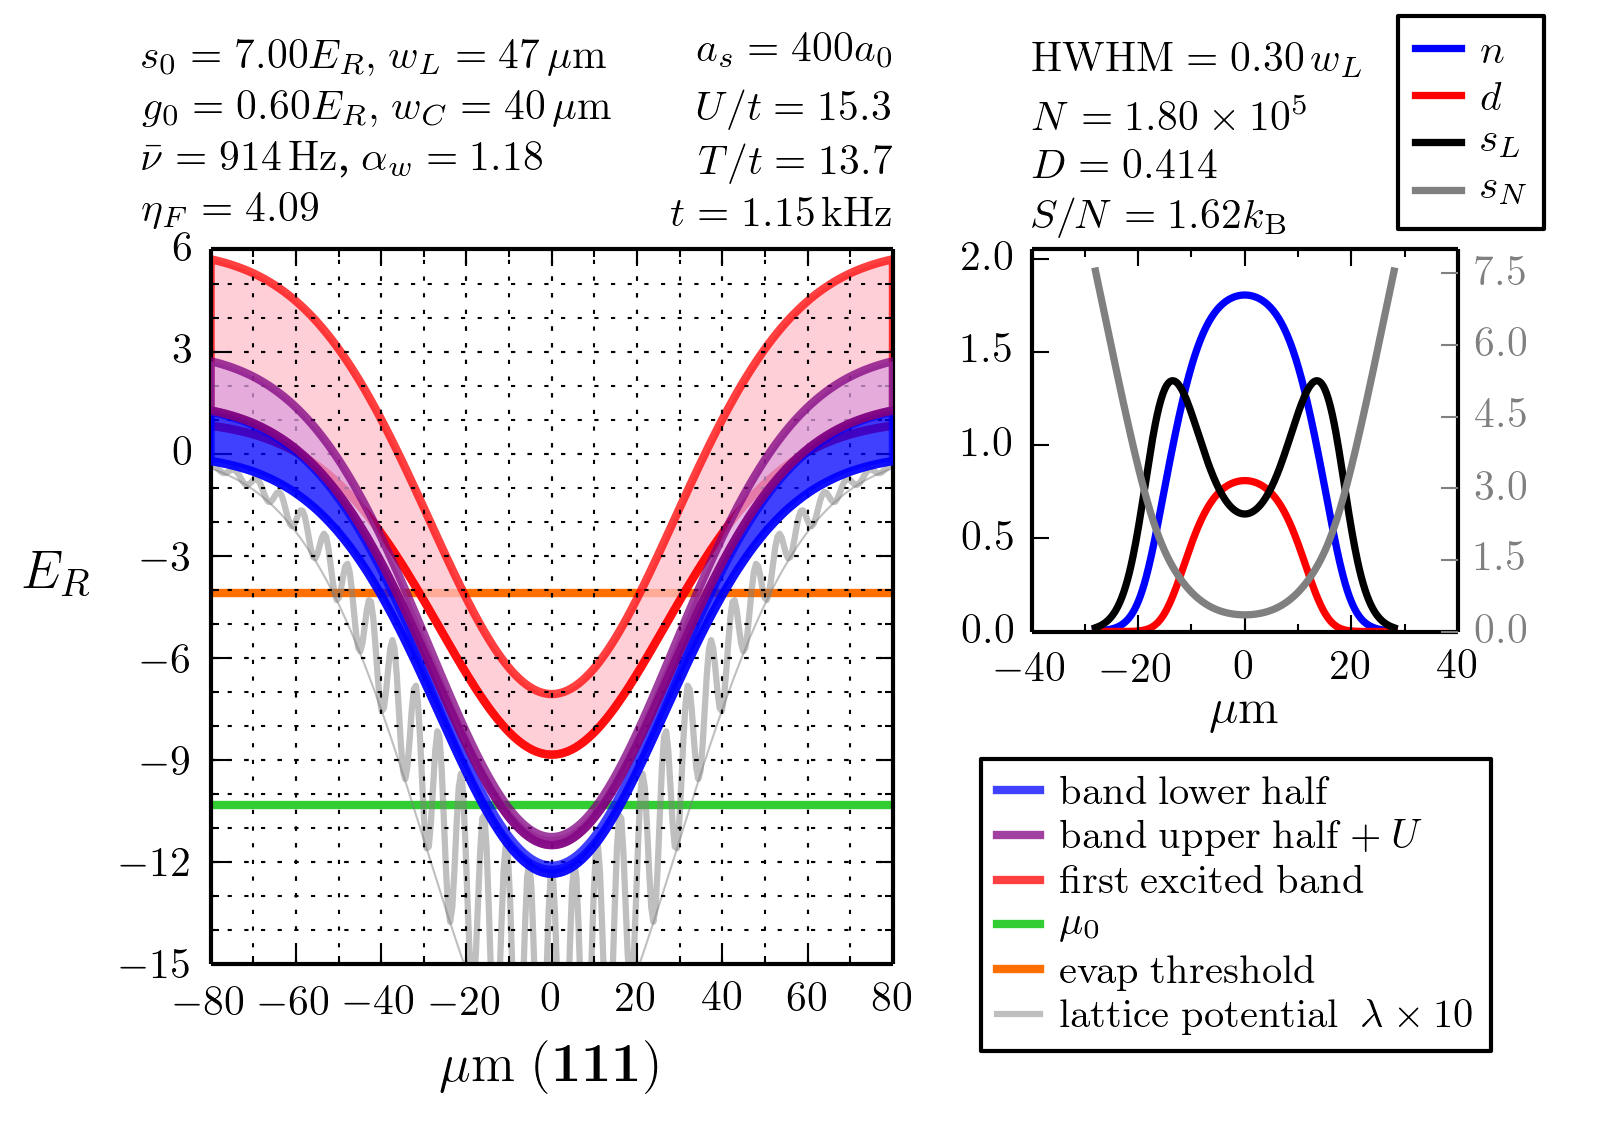 s₀ = 7.00E_R, w_L = 47 μm
g₀ = 0.60E_R, w_C = 40 μm
ν̄ = 914 Hz, α_w = 1.18
η_F = 4.09
a_s = 400a₀
U/t = 15.3
T/t = 13.7
t = 1.15 kHz
HWHM = 0.30 w_L
N = 1.80 × 10⁵
D = 0.414
S/N = 1.62k_B
n
d
s_L
s_N
6
3
0
−3
−6
−9
−12
−15
E_R
−80 −60 −40 −20 0 20 40 60 80
μm (111)
2.0
1.5
1.0
0.5
0.0
7.5
6.0
4.5
3.0
1.5
0.0
−40 −20 0 20 40
μm
band lower half
band upper half + U
first excited band
μ₀
evap threshold
lattice potential λ × 10